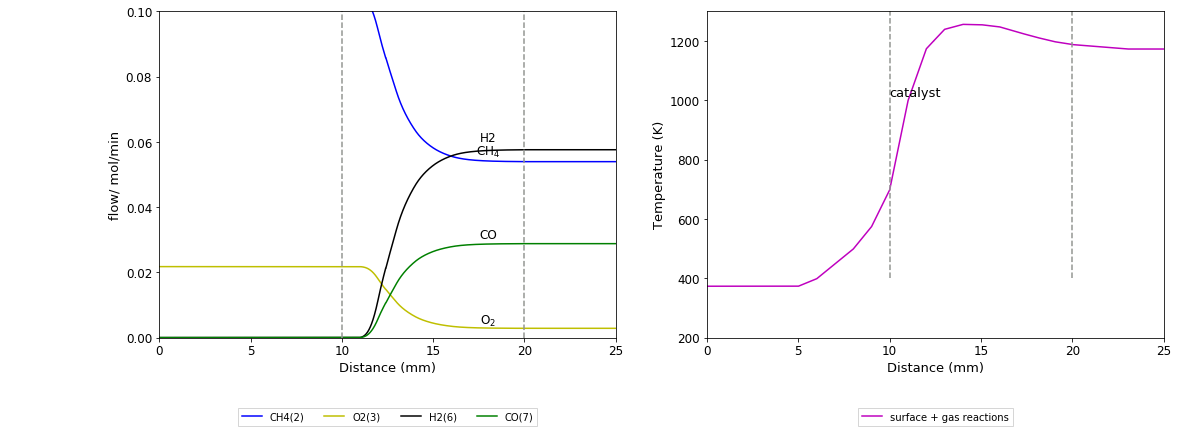 0.10
0.08
0.06
0.04
0.02
0.00
flow/ mol/min
H2
CH₄
CO
O₂
0 5 10 15 20 25
Distance (mm)
CH4(2) O2(3) H2(6) CO(7)
1200
1000
800
600
400
200
Temperature (K)
catalyst
0 5 10 15 20 25
Distance (mm)
surface + gas reactions